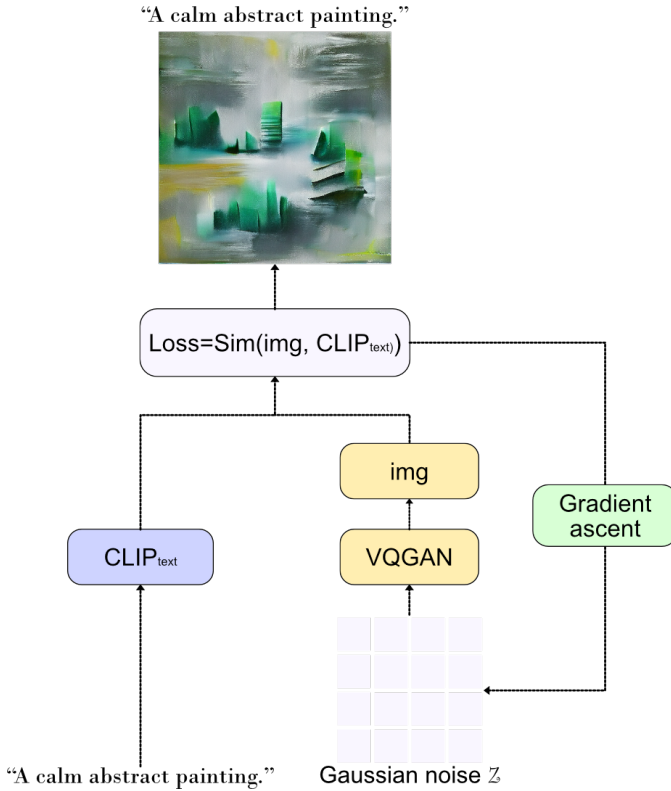 “A calm abstract painting.”
Loss=Sim(img, CLIPtext))
img
Gradient
ascent
CLIPtext
VQGAN
“A calm abstract painting.”
Gaussian noise Z